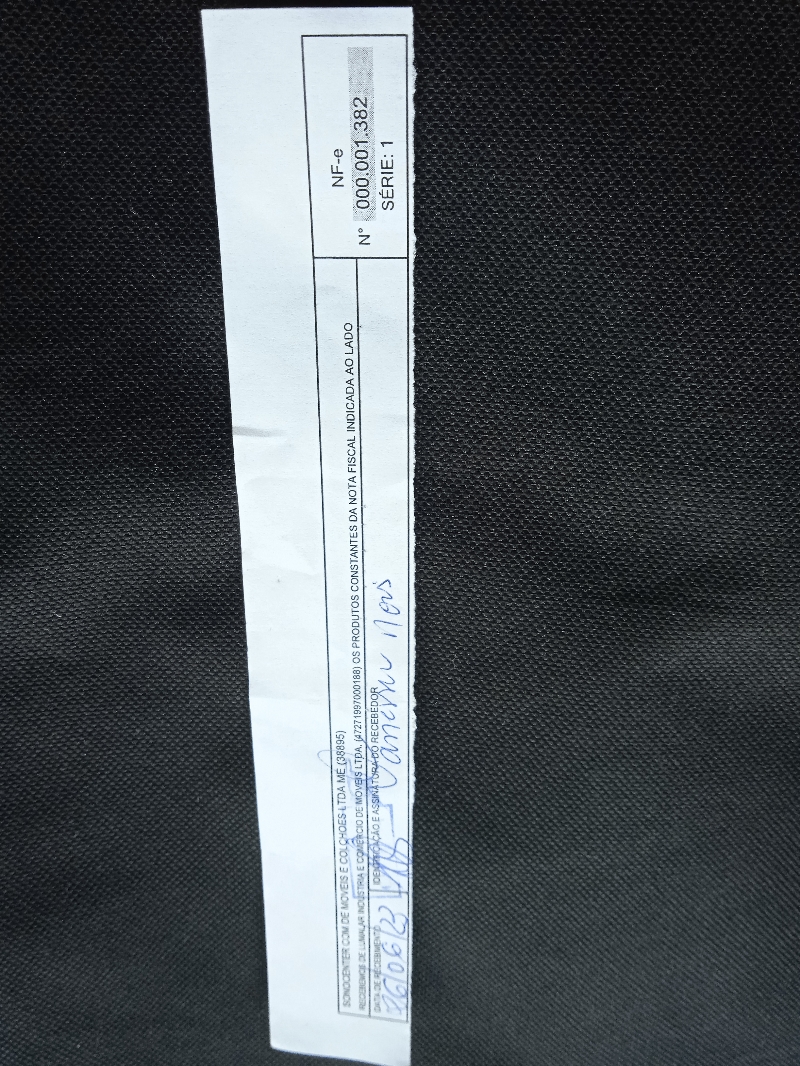 SONOCENTER COM DE MOVEIS E COLCHOES LTDA ME (38895)
RECEBEMOS DE LUMALAR INDUSTRIA E COMERCIO DE MOVEIS LTDA, (47271997000188) OS PRODUTOS CONSTANTES DA NOTA FISCAL INDICADA AO LADO
DATA DE RECEBIMENTO
IDENTIFICAÇÃO E ASSINATURA DO RECEBEDOR
26/06/23
NF-e
N° 000.001.382
SÉRIE: 1